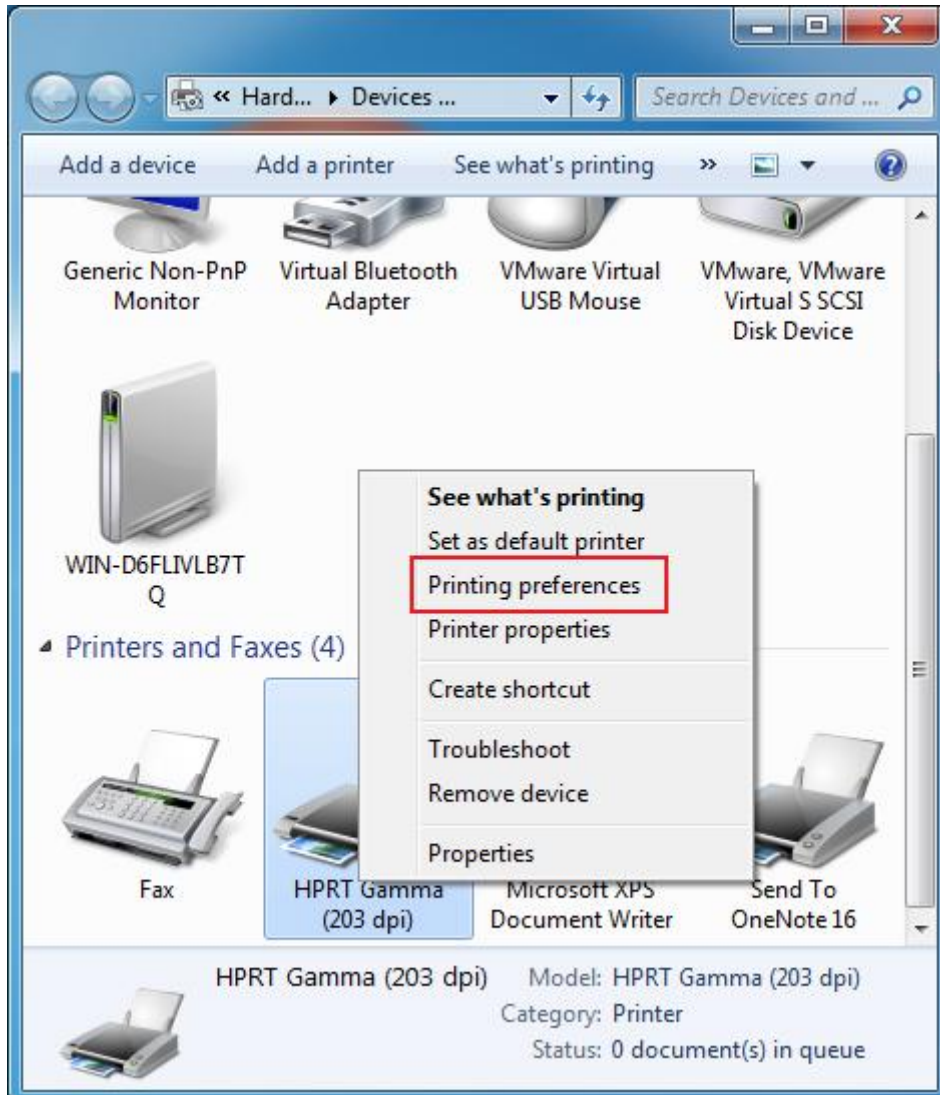 « Hard... ▸ Devices ...
Search Devices and ...
Add a device Add a printer See what's printing »
Generic Non-PnP
Monitor
Virtual Bluetooth
Adapter
VMware Virtual
USB Mouse
VMware, VMware
Virtual S SCSI
Disk Device
WIN-D6FLIVLB7T
Q
See what's printing
Set as default printer
Printing preferences
Printer properties
Create shortcut
Troubleshoot
Remove device
Properties
Printers and Faxes (4)
Fax
HPRT Gamma
(203 dpi)
Microsoft XPS
Document Writer
Send To
OneNote 16
HPRT Gamma (203 dpi) Model: HPRT Gamma (203 dpi)
Category: Printer
Status: 0 document(s) in queue